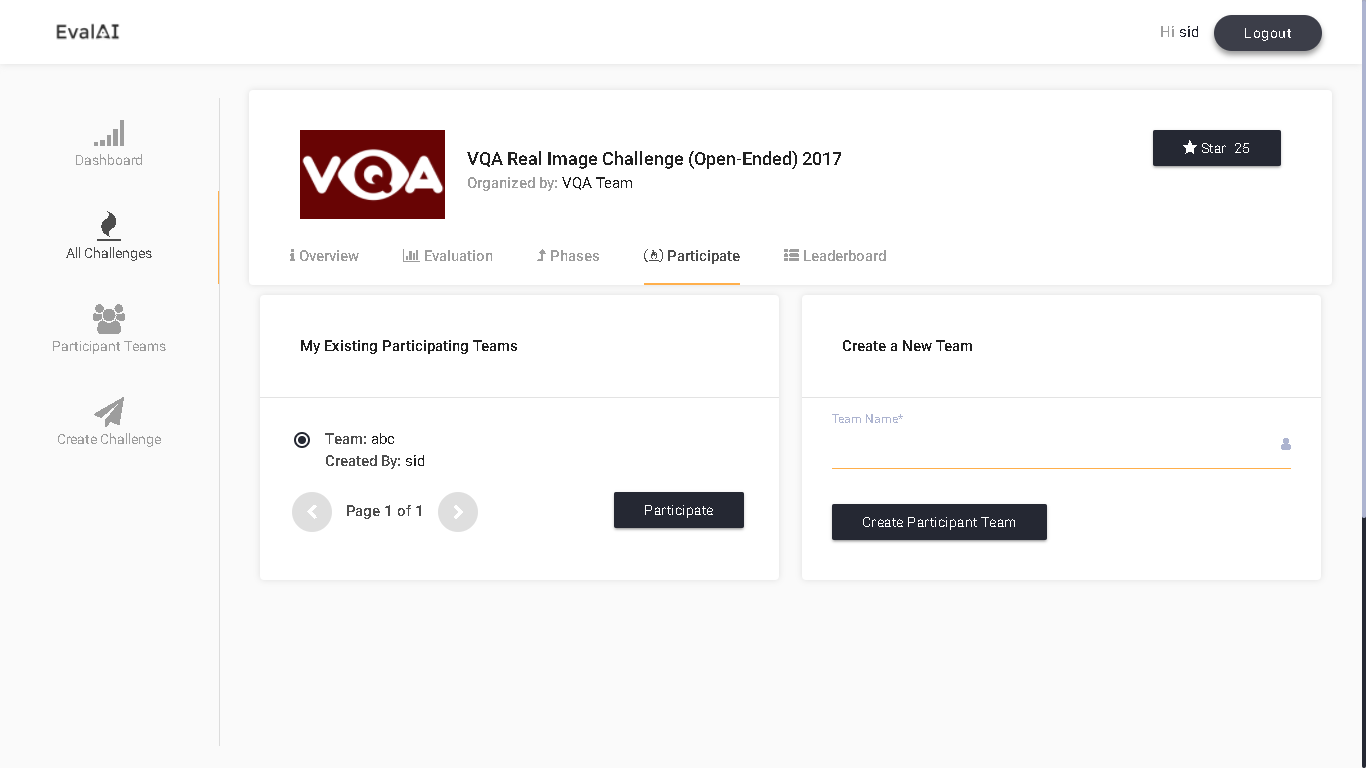 EvalAI
Hi sid
Logout
Dashboard
All Challenges
Participant Teams
Create Challenge
VQA
VQA Real Image Challenge (Open-Ended) 2017
Organized by: VQA Team
Star 25
Overview
Evaluation
Phases
Participate
Leaderboard
My Existing Participating Teams
Team: abc
Created By: sid
Page 1 of 1
Participate
Create a New Team
Team Name*
Create Participant Team